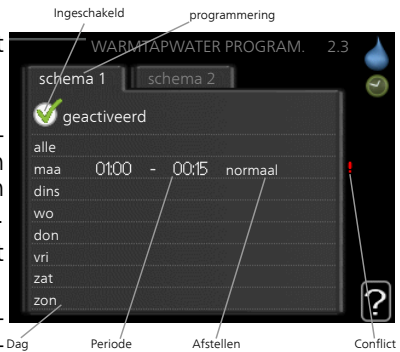 Ingeschakeld
programmering
WARMTAPWATER PROGRAM. 2.3
schema 1 schema 2
geactiveerd
alle
maa 01:00 - 00:15 normaal !
dins
wo
don
vri
zat
zon
?
Dag Periode Afstellen Conflict